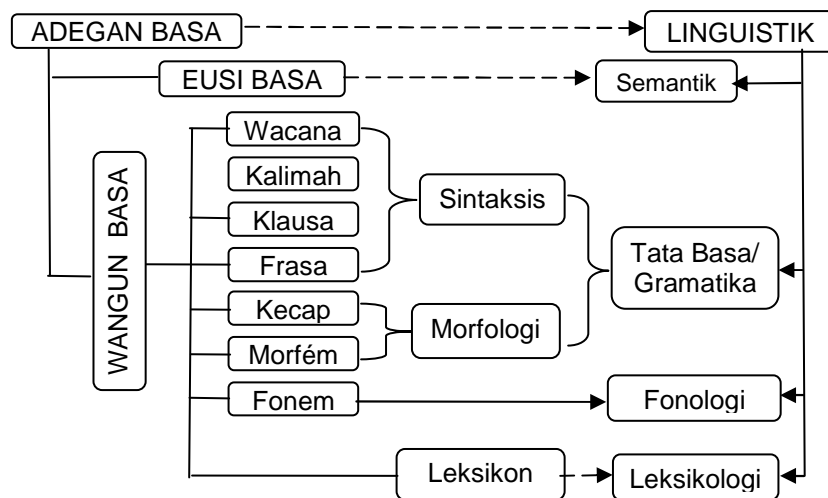 ADEGAN BASA
LINGUISTIK
EUSI BASA
Semantik
WANGUN BASA
Wacana
Kalimah
Klausa
Frasa
Kecap
Morfém
Fonem
Sintaksis
Morfologi
Tata Basa/
Gramatika
Fonologi
Leksikon
Leksikologi